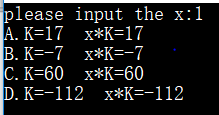 please input the x:1
A.K=17  x*K=17
B.K=-7  x*K=-7
C.K=60  x*K=60
D.K=-112  x*K=-112